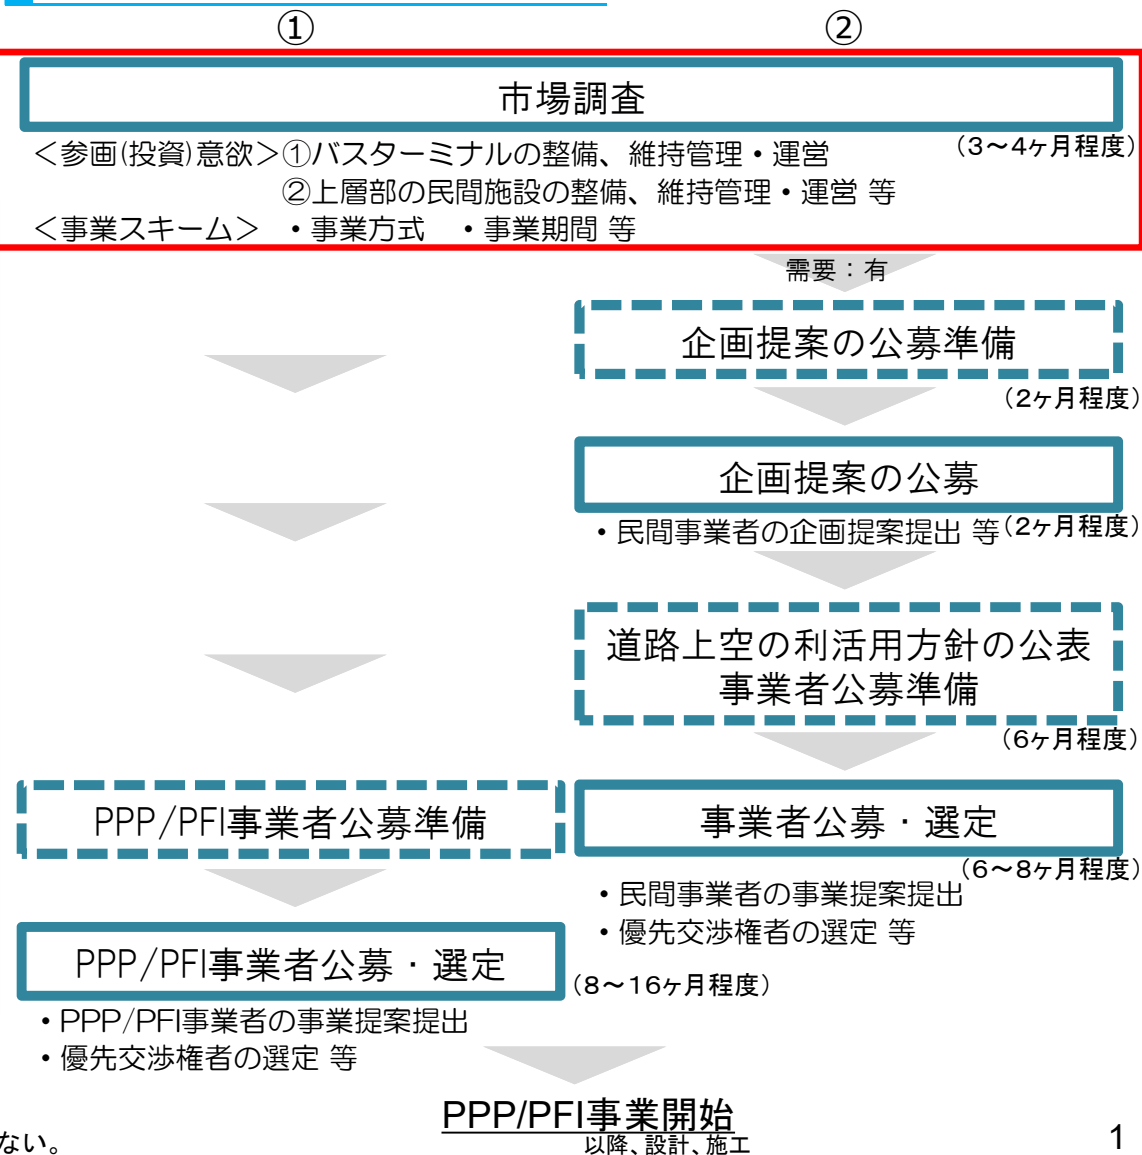 ①
②
市場調査
(3～4ヶ月程度)
＜参画(投資)意欲＞①バスターミナルの整備、維持管理・運営
②上層部の民間施設の整備、維持管理・運営 等
＜事業スキーム＞ ・事業方式 ・事業期間 等
需要：有
企画提案の公募準備
(2ヶ月程度)
企画提案の公募
・民間事業者の企画提案提出 等
(2ヶ月程度)
道路上空の利活用方針の公表
事業者公募準備
(6ヶ月程度)
PPP/PFI事業者公募準備
事業者公募・選定
(6～8ヶ月程度)
・民間事業者の事業提案提出
・優先交渉権者の選定 等
PPP/PFI事業者公募・選定
(8～16ヶ月程度)
・PPP/PFI事業者の事業提案提出
・優先交渉権者の選定 等
PPP/PFI事業開始
以降、設計、施工
ない。
1